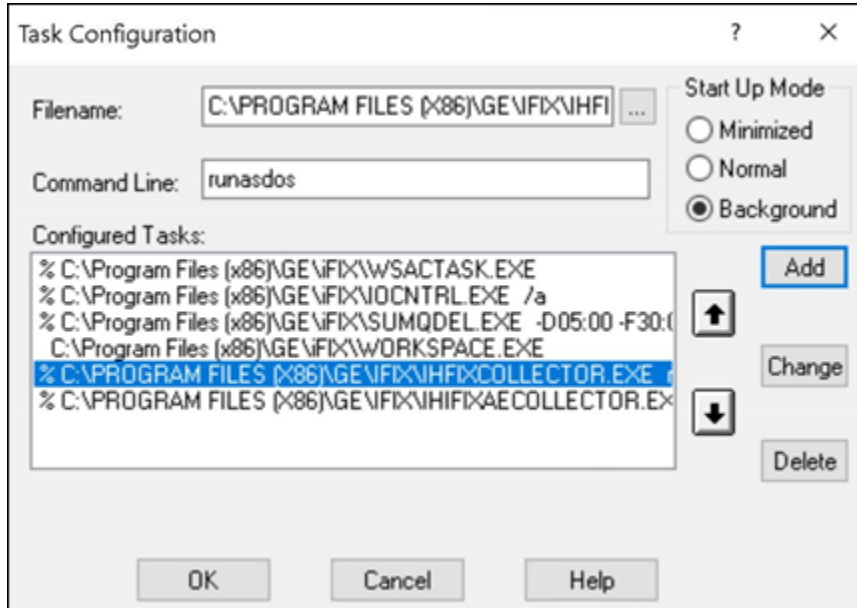 Task Configuration
? ×
Filename: C:\PROGRAM FILES (X86)\GE\IFIX\IHFI ...
Command Line: runasdos
Start Up Mode
Minimized
Normal
Background
Configured Tasks:
% C:\Program Files (x86)\GE\iFIX\WSACTASK.EXE
% C:\Program Files (x86)\GE\iFIX\IOCNTRL.EXE /a
% C:\Program Files (x86)\GE\iFIX\SUMQDEL.EXE -D05:00 -F30:
C:\Program Files (x86)\GE\iFIX\WORKSPACE.EXE
% C:\PROGRAM FILES (X86)\GE\IFIX\IHFIXCOLLECTOR.EXE
% C:\PROGRAM FILES (X86)\GE\IFIX\IHIFIXAECOLLECTOR.EX
Add
Change
Delete
OK
Cancel
Help